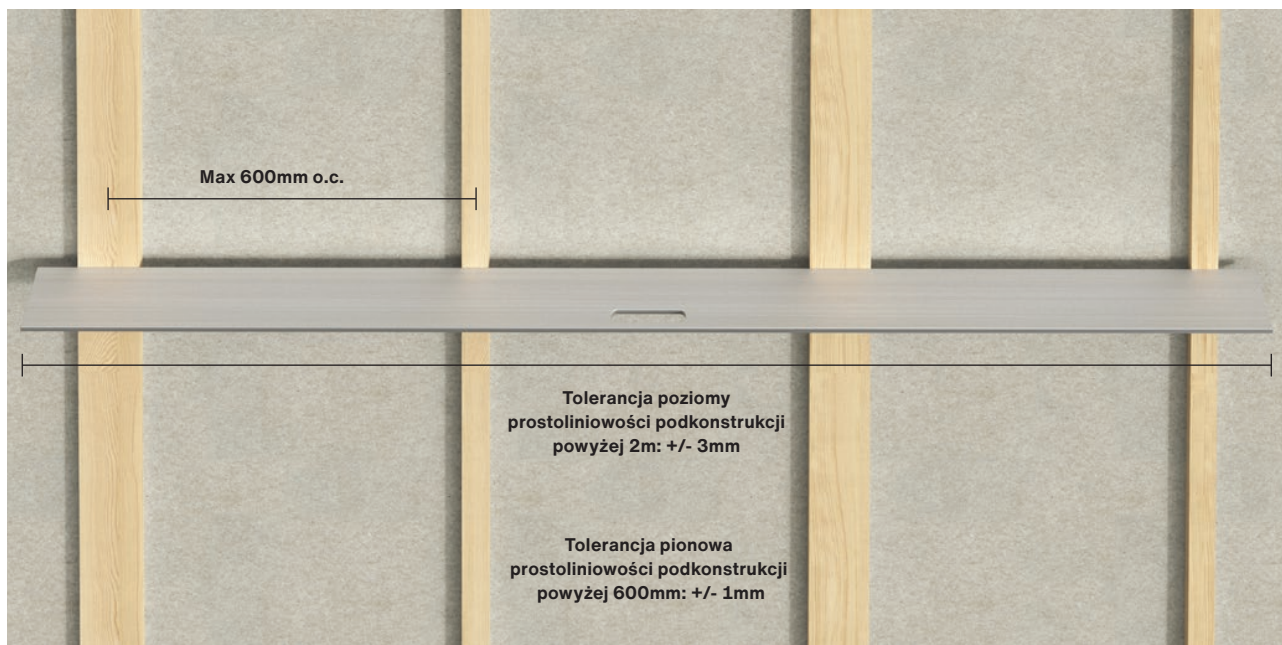 Max 600mm o.c.
Tolerancja poziomy
prostoliniowości podkonstrukcji
powyżej 2m: +/- 3mm
Tolerancja pionowa
prostoliniowości podkonstrukcji
powyżej 600mm: +/- 1mm